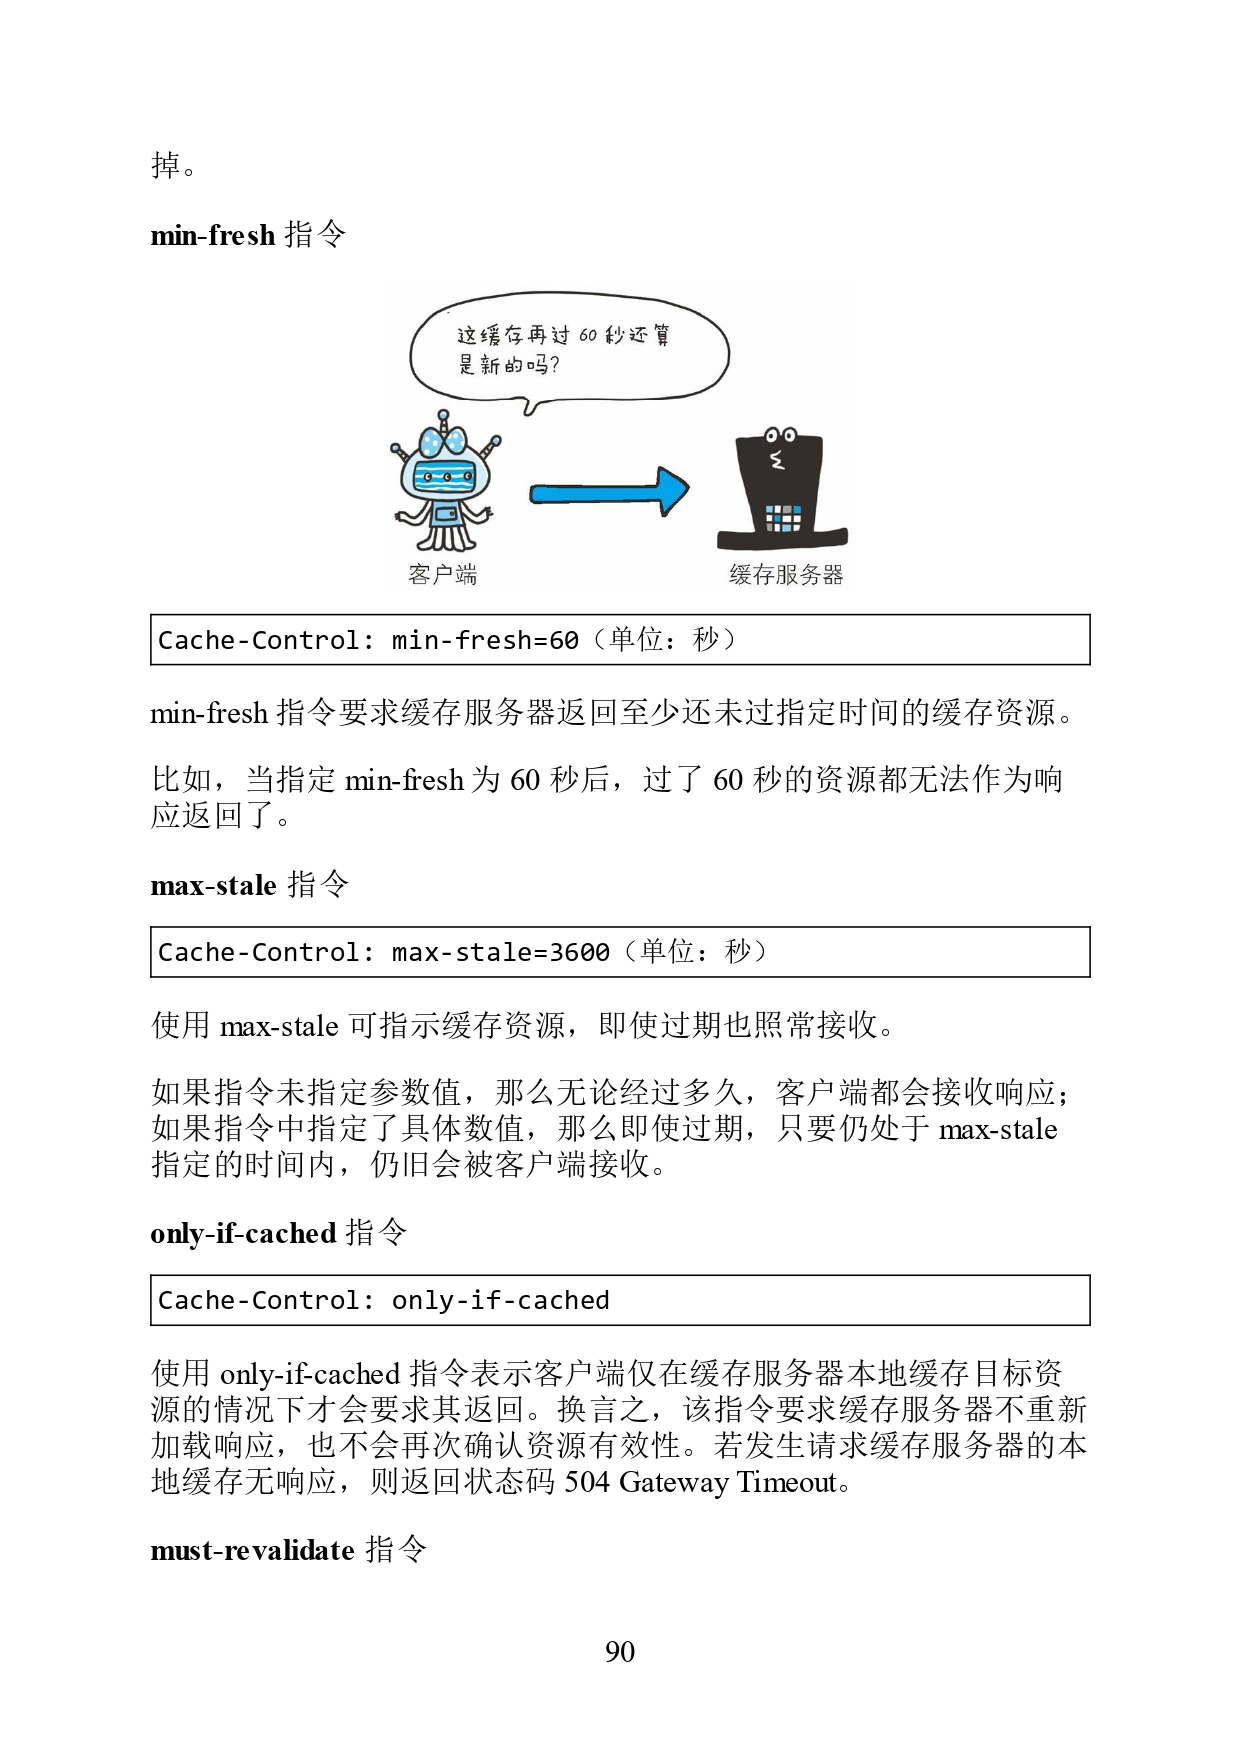 掉。
min-fresh 指令
这缓存再过 60 秒还算
是新的吗？
客户端
缓存服务器
Cache-Control: min-fresh=60（单位：秒）
min-fresh 指令要求缓存服务器返回至少还未过指定时间的缓存资源。
比如，当指定 min-fresh 为 60 秒后，过了 60 秒的资源都无法作为响
应返回了。
max-stale 指令
Cache-Control: max-stale=3600（单位：秒）
使用 max-stale 可指示缓存资源，即使过期也照常接收。
如果指令未指定参数值，那么无论经过多久，客户端都会接收响应；
如果指令中指定了具体数值，那么即使过期，只要仍处于 max-stale
指定的时间内，仍旧会被客户端接收。
only-if-cached 指令
Cache-Control: only-if-cached
使用 only-if-cached 指令表示客户端仅在缓存服务器本地缓存目标资
源的情况下才会要求其返回。换言之，该指令要求缓存服务器不重新
加载响应，也不会再次确认资源有效性。若发生请求缓存服务器的本
地缓存无响应，则返回状态码 504 Gateway Timeout。
must-revalidate 指令
90